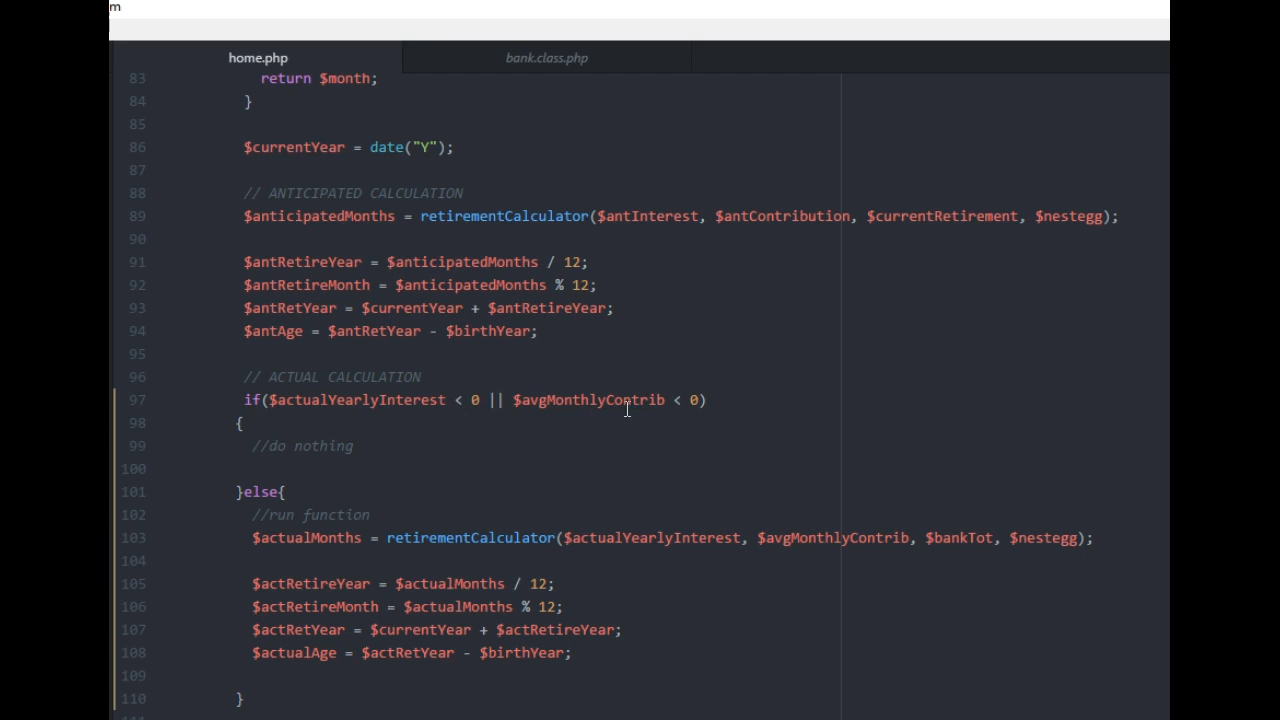 m
home.php bank.class.php
83 return $month;
84 }
85
86 $currentYear = date("Y");
87
88 // ANTICIPATED CALCULATION
89 $anticipatedMonths = retirementCalculator($antInterest, $antContribution, $currentRetirement, $nestegg);
90
91 $antRetireYear = $anticipatedMonths / 12;
92 $antRetireMonth = $anticipatedMonths % 12;
93 $antRetYear = $currentYear + $antRetireYear;
94 $antAge = $antRetYear - $birthYear;
95
96 // ACTUAL CALCULATION
97 if($actualYearlyInterest < 0 || $avgMonthlyContrib < 0)
98 {
99 //do nothing
100
101 }else{
102 //run function
103 $actualMonths = retirementCalculator($actualYearlyInterest, $avgMonthlyContrib, $bankTot, $nestegg);
104
105 $actRetireYear = $actualMonths / 12;
106 $actRetireMonth = $actualMonths % 12;
107 $actRetYear = $currentYear + $actRetireYear;
108 $actualAge = $actRetYear - $birthYear;
109
110 }